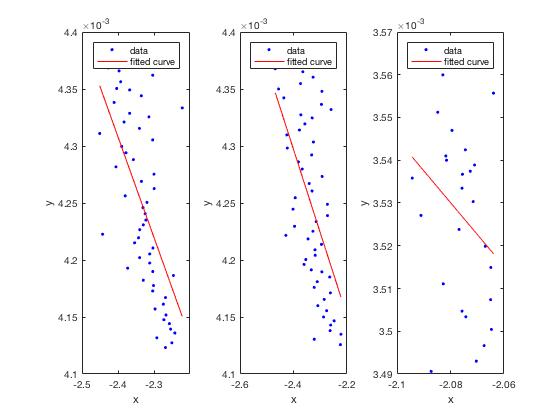 ×10⁻³
×10⁻³
×10⁻³
4.4
4.35
4.3
4.25
4.2
4.15
4.1
y
data
fitted curve
-2.5
-2.4
-2.3
x
4.4
4.35
4.3
4.25
4.2
4.15
4.1
y
data
fitted curve
-2.6
-2.4
-2.2
x
3.57
3.56
3.55
3.54
3.53
3.52
3.51
3.5
3.49
y
data
fitted curve
-2.1
-2.08
-2.06
x